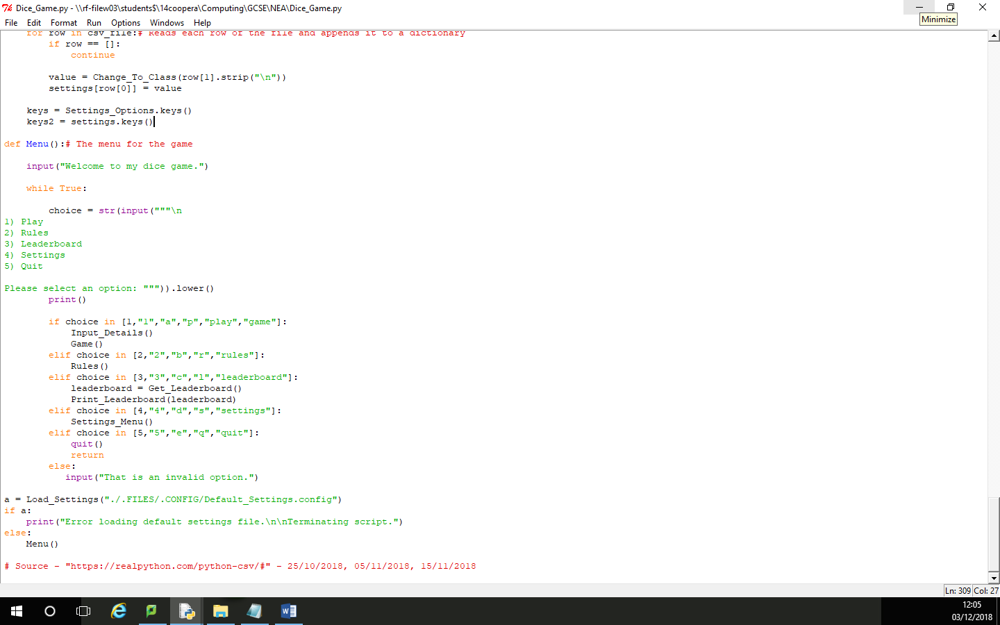 Dice_Game.py - \\rf-filew03\students$\14coopera\Computing\GCSE\NEA\Dice_Game.py
File Edit Format Run Options Windows Help
Minimize
for row in csv_file:# Reads each row of the file and appends it to a dictionary
if row == []:
continue
value = Change_To_Class(row[1].strip("\n"))
settings[row[0]] = value
keys = Settings_Options.keys()
keys2 = settings.keys()
def Menu():# The menu for the game
input("Welcome to my dice game.")
while True:
choice = str(input("""\n
1) Play
2) Rules
3) Leaderboard
4) Settings
5) Quit
Please select an option: """)).lower()
print()
if choice in [1,"1","a","p","play","game"]:
Input_Details()
Game()
elif choice in [2,"2","b","r","rules"]:
Rules()
elif choice in [3,"3","c","l","leaderboard"]:
leaderboard = Get_Leaderboard()
Print_Leaderboard(leaderboard)
elif choice in [4,"4","d","s","settings"]:
Settings_Menu()
elif choice in [5,"5","e","q","quit"]:
quit()
return
else:
input("That is an invalid option.")
a = Load_Settings("./.FILES/.CONFIG/Default_Settings.config")
if a:
print("Error loading default settings file.\n\nTerminating script.")
else:
Menu()
# Source - "https://realpython.com/python-csv/#" - 25/10/2018, 05/11/2018, 15/11/2018
Ln: 309 Col: 27
12:05
03/12/2018